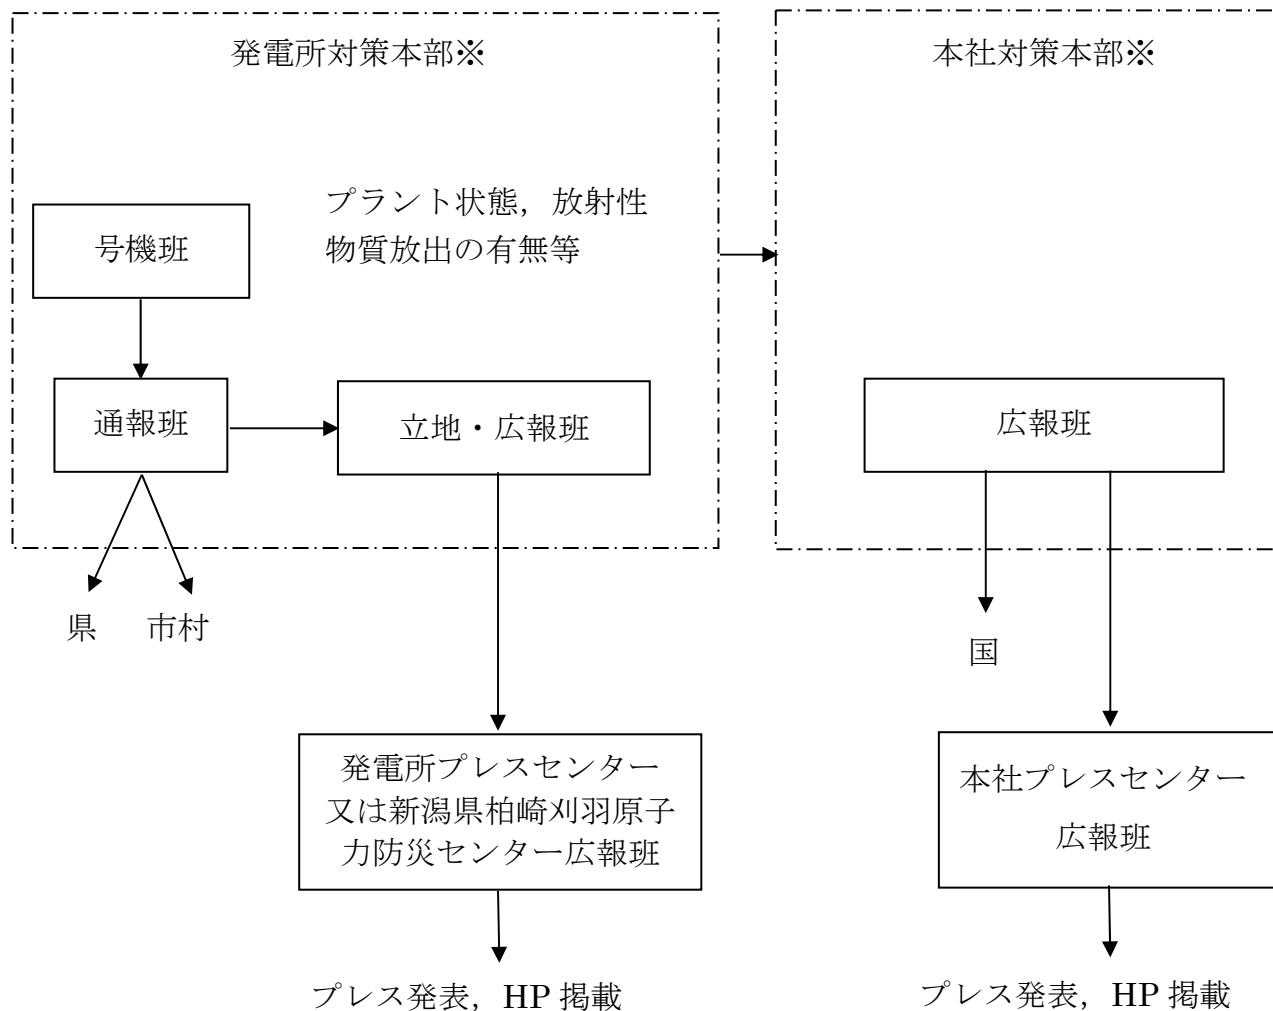 発電所対策本部※
本社対策本部※
プラント状態，放射性
物質放出の有無等
号機班
通報班
立地・広報班
広報班
県
市村
国
発電所プレスセンター
又は新潟県柏崎刈羽原子
力防災センター広報班
本社プレスセンター
広報班
プレス発表，HP 掲載
プレス発表，HP 掲載